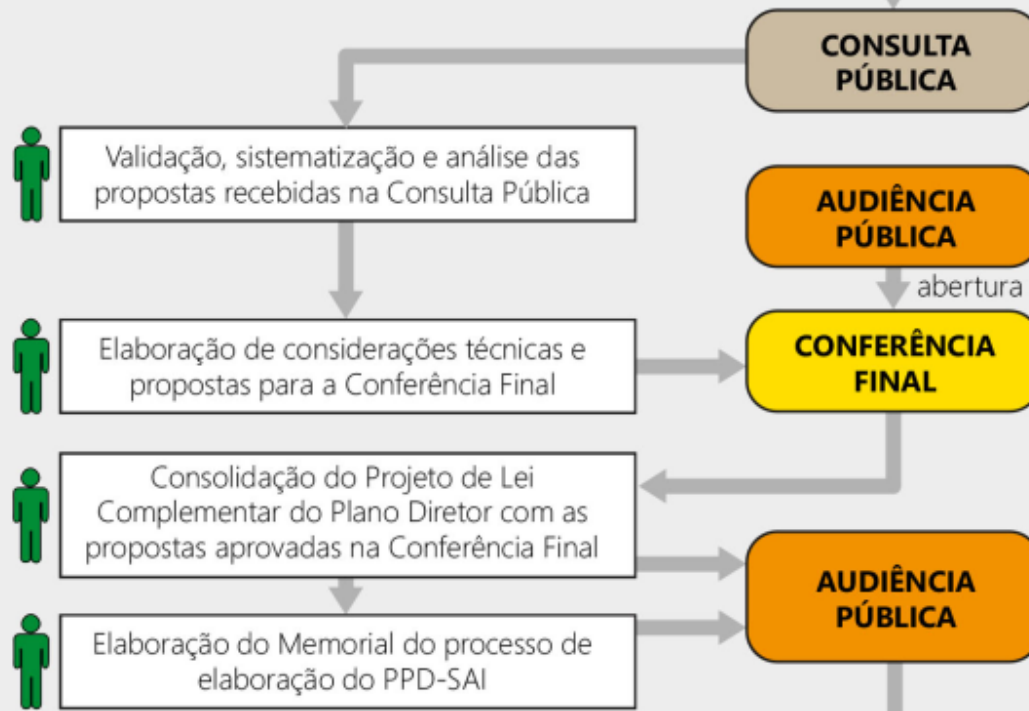 CONSULTA
PÚBLICA
Validação, sistematização e análise das
propostas recebidas na Consulta Pública
AUDIÊNCIA
PÚBLICA
abertura
Elaboração de considerações técnicas e
propostas para a Conferência Final
CONFERÊNCIA
FINAL
Consolidação do Projeto de Lei
Complementar do Plano Diretor com as
propostas aprovadas na Conferência Final
AUDIÊNCIA
PÚBLICA
Elaboração do Memorial do processo de
elaboração do PPD-SAI